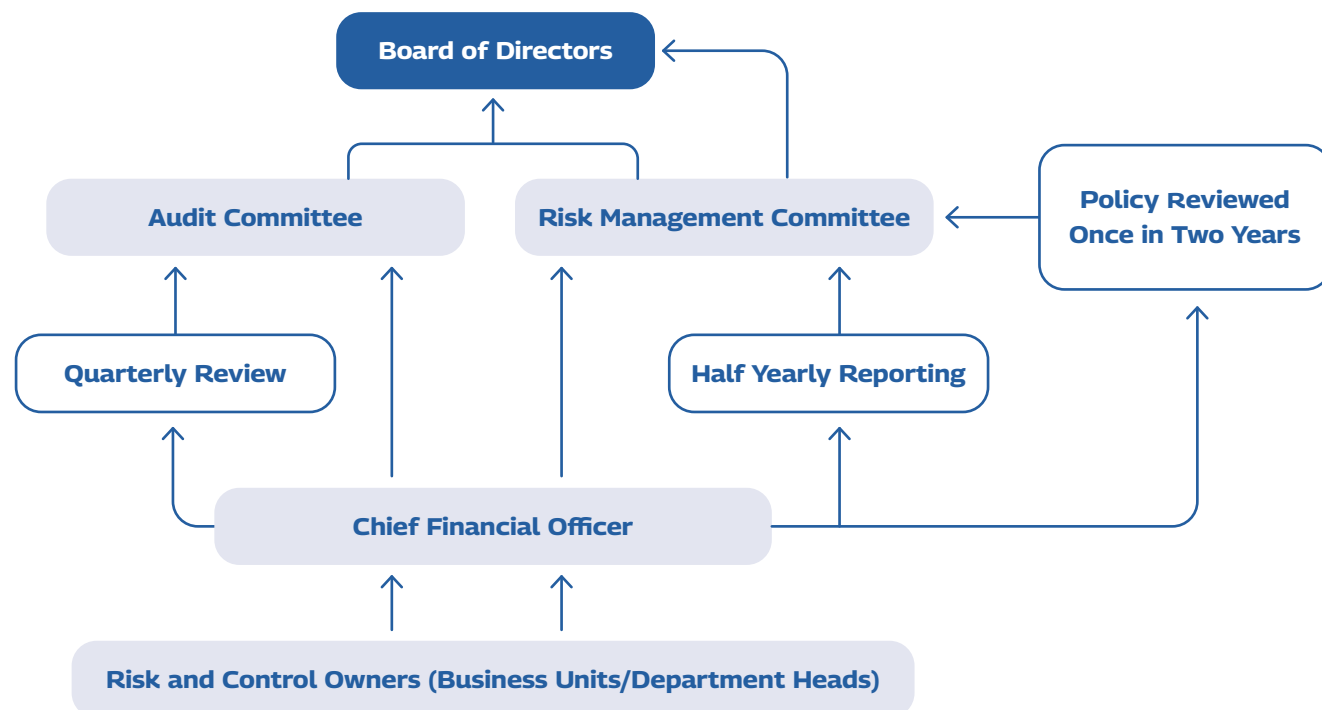 Board of Directors
Audit Committee
Risk Management Committee
Policy Reviewed
Once in Two Years
Quarterly Review
Half Yearly Reporting
Chief Financial Officer
Risk and Control Owners (Business Units/Department Heads)